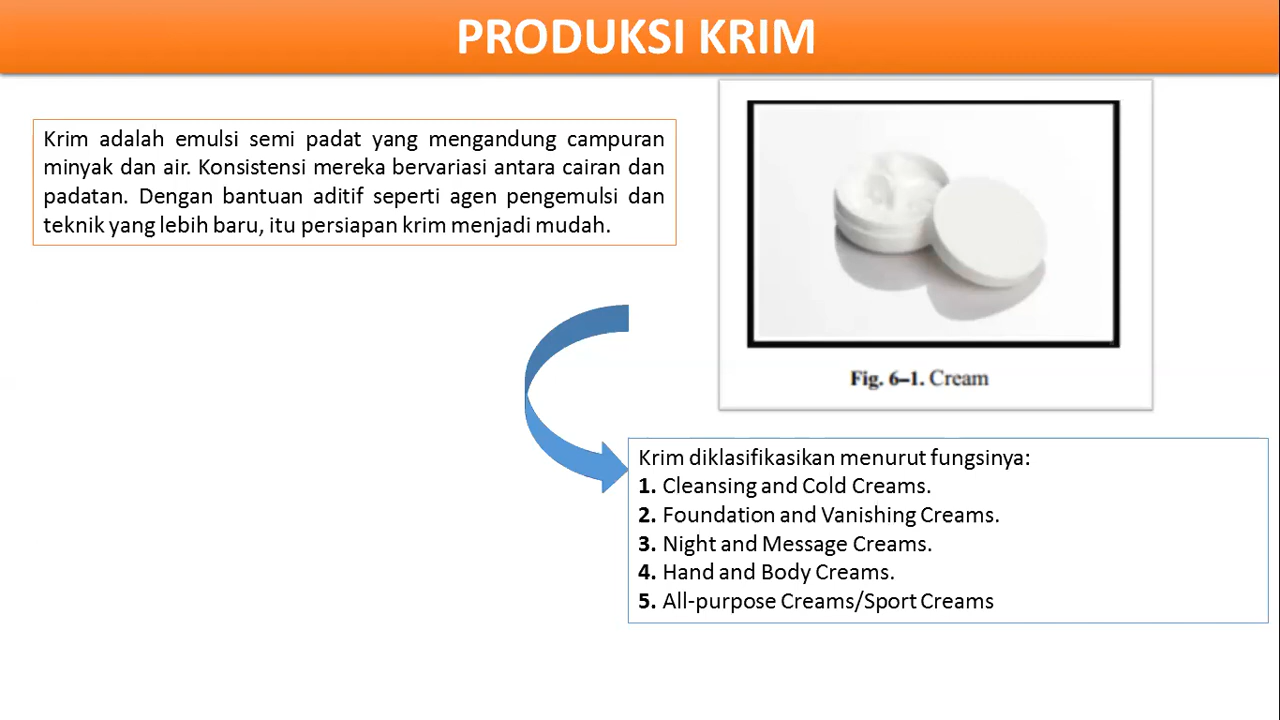 PRODUKSI KRIM
Krim adalah emulsi semi padat yang mengandung campuran
minyak dan air. Konsistensi mereka bervariasi antara cairan dan
padatan. Dengan bantuan aditif seperti agen pengemulsi dan
teknik yang lebih baru, itu persiapan krim menjadi mudah.
Fig. 6–1. Cream
Krim diklasifikasikan menurut fungsinya:
1. Cleansing and Cold Creams.
2. Foundation and Vanishing Creams.
3. Night and Message Creams.
4. Hand and Body Creams.
5. All-purpose Creams/Sport Creams